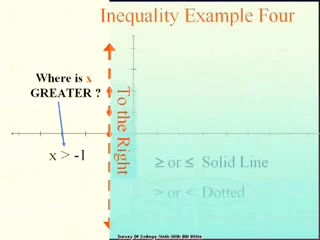 Inequality Example Four
Where is x
GREATER ?
To the Right
x > -1
≥ or ≤ Solid Line
> or < Dotted
Survey Of College Math With Bill Witte